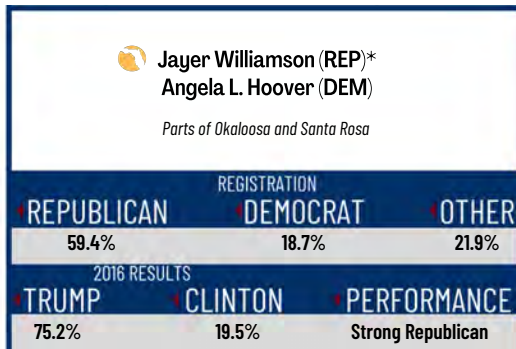 Jayer Williamson (REP)*
Angela L. Hoover (DEM)
Parts of Okaloosa and Santa Rosa
REGISTRATION
REPUBLICAN DEMOCRAT OTHER
59.4% 18.7% 21.9%
2016 RESULTS
TRUMP CLINTON PERFORMANCE
75.2% 19.5% Strong Republican